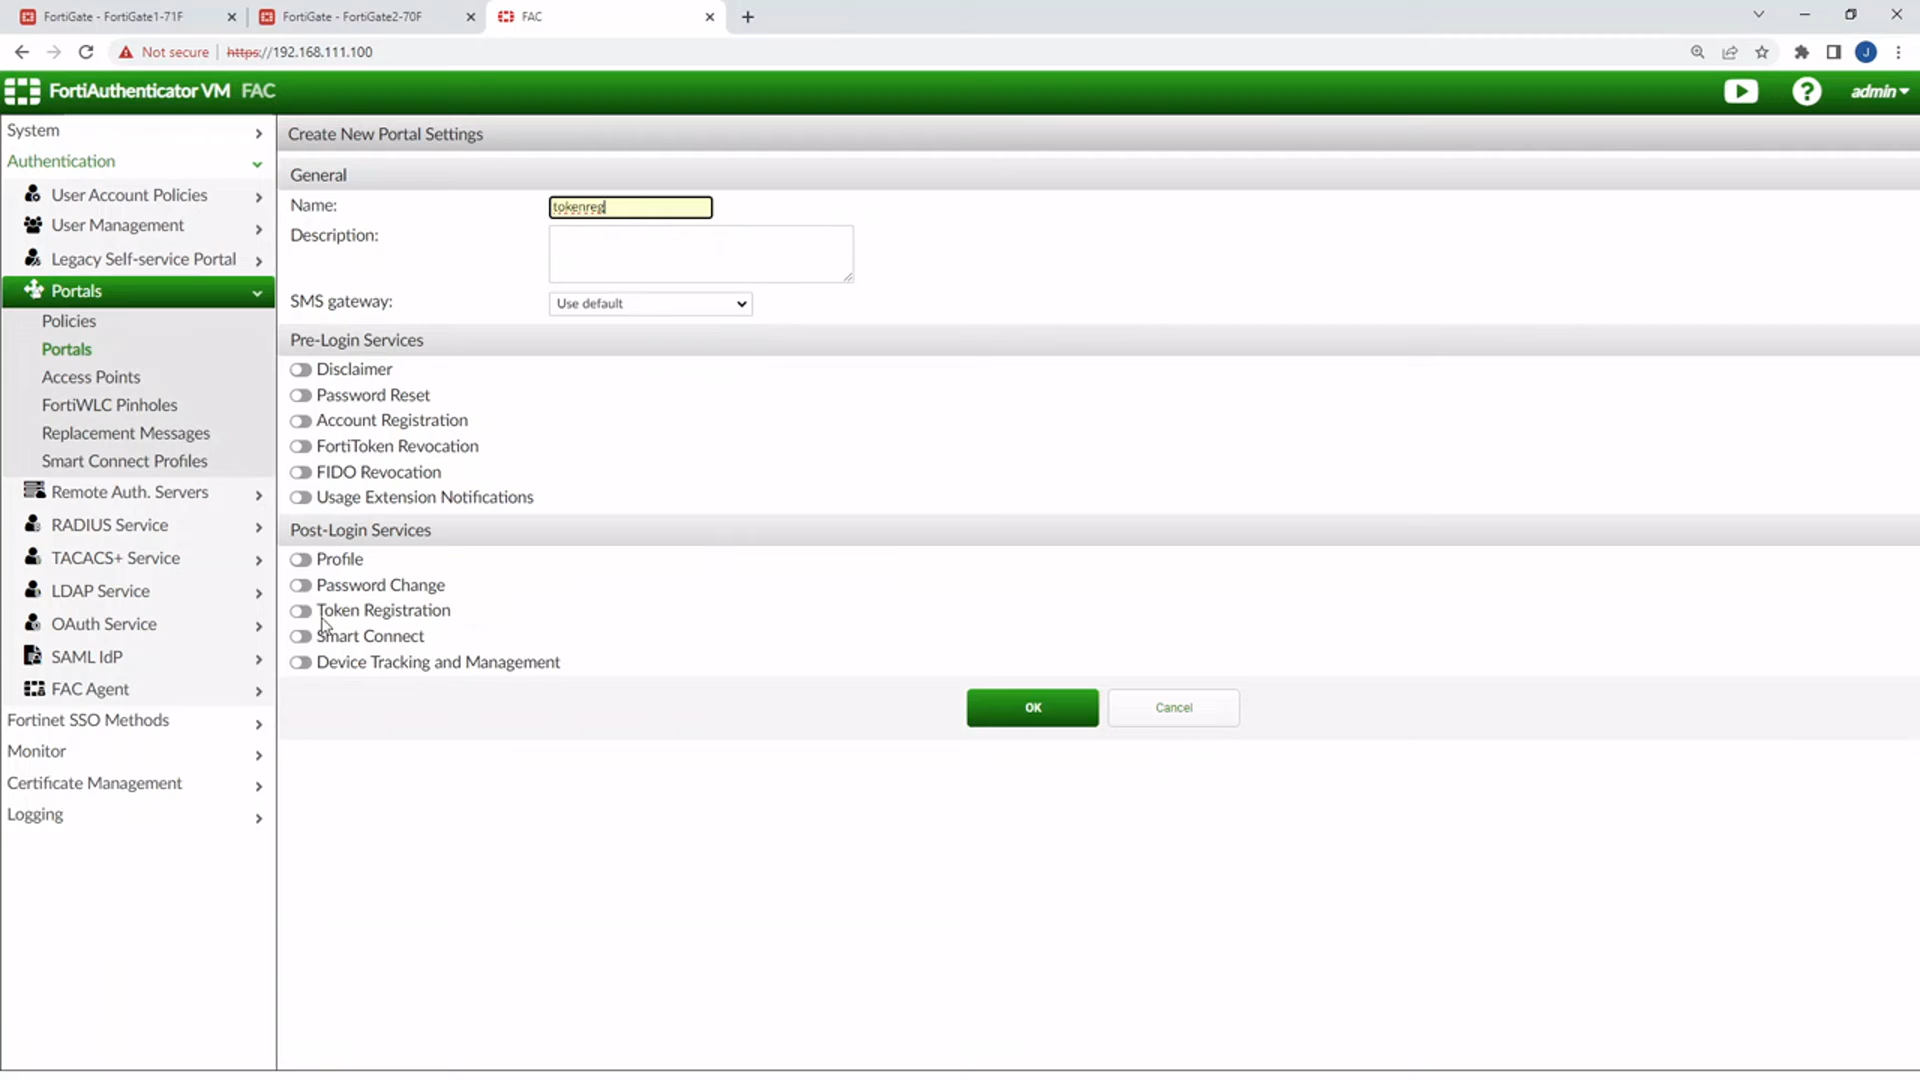 FortiGate - FortiGate1-71F
FortiGate - FortiGate2-70F
FAC
Not secure
https://192.168.111.100
J
FortiAuthenticator VM FAC
admin
System
Authentication
User Account Policies
User Management
Legacy Self-service Portal
Portals
Policies
Portals
Access Points
FortiWLC Pinholes
Replacement Messages
Smart Connect Profiles
Remote Auth. Servers
RADIUS Service
TACACS+ Service
LDAP Service
OAuth Service
SAML IdP
FAC Agent
Fortinet SSO Methods
Monitor
Certificate Management
Logging
Create New Portal Settings
General
Name:
tokenreg
Description:
SMS gateway:
Use default
Pre-Login Services
Disclaimer
Password Reset
Account Registration
FortiToken Revocation
FIDO Revocation
Usage Extension Notifications
Post-Login Services
Profile
Password Change
Token Registration
Smart Connect
Device Tracking and Management
OK
Cancel